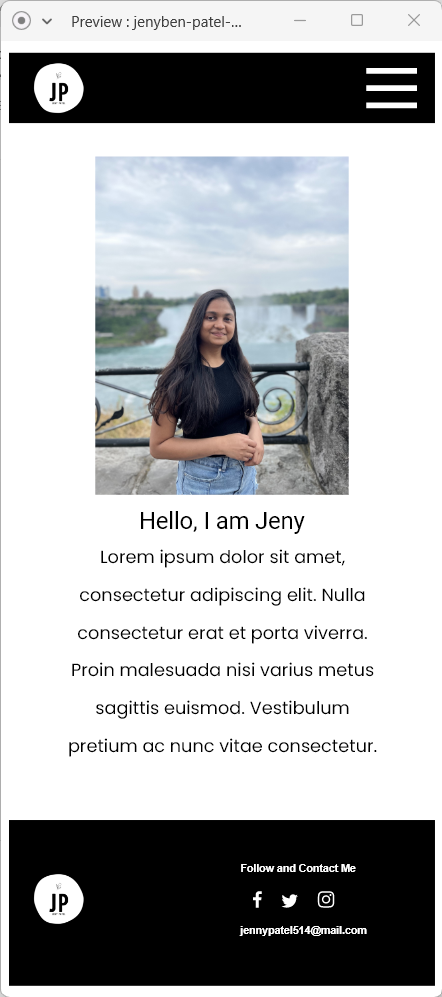 Preview : jenyben-patel-...
JP
Hello, I am Jeny
Lorem ipsum dolor sit amet,
consectetur adipiscing elit. Nulla
consectetur erat et porta viverra.
Proin malesuada nisi varius metus
sagittis euismod. Vestibulum
pretium ac nunc vitae consectetur.
Follow and Contact Me
JP
jennypatel514@mail.com